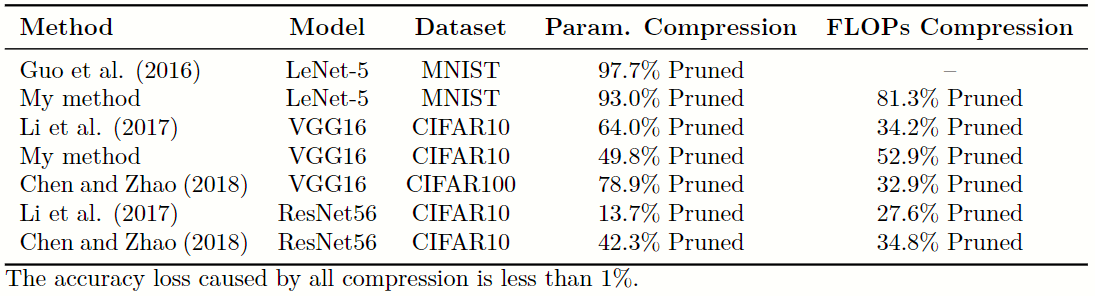 Method Model Dataset Param. Compression FLOPs Compression
Guo et al. (2016) LeNet-5 MNIST 97.7% Pruned –
My method LeNet-5 MNIST 93.0% Pruned 81.3% Pruned
Li et al. (2017) VGG16 CIFAR10 64.0% Pruned 34.2% Pruned
My method VGG16 CIFAR10 49.8% Pruned 52.9% Pruned
Chen and Zhao (2018) VGG16 CIFAR100 78.9% Pruned 32.9% Pruned
Li et al. (2017) ResNet56 CIFAR10 13.7% Pruned 27.6% Pruned
Chen and Zhao (2018) ResNet56 CIFAR10 42.3% Pruned 34.8% Pruned
The accuracy loss caused by all compression is less than 1%.